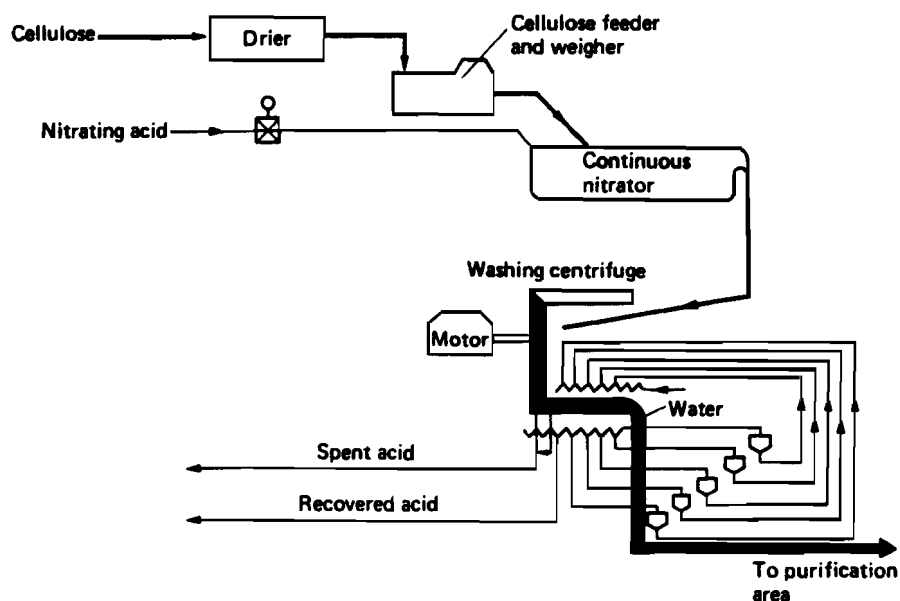 Cellulose
Drier
Cellulose feeder
and weigher
Nitrating acid
Continuous
nitrator
Washing centrifuge
Motor
Water
Spent acid
Recovered acid
To purification
area